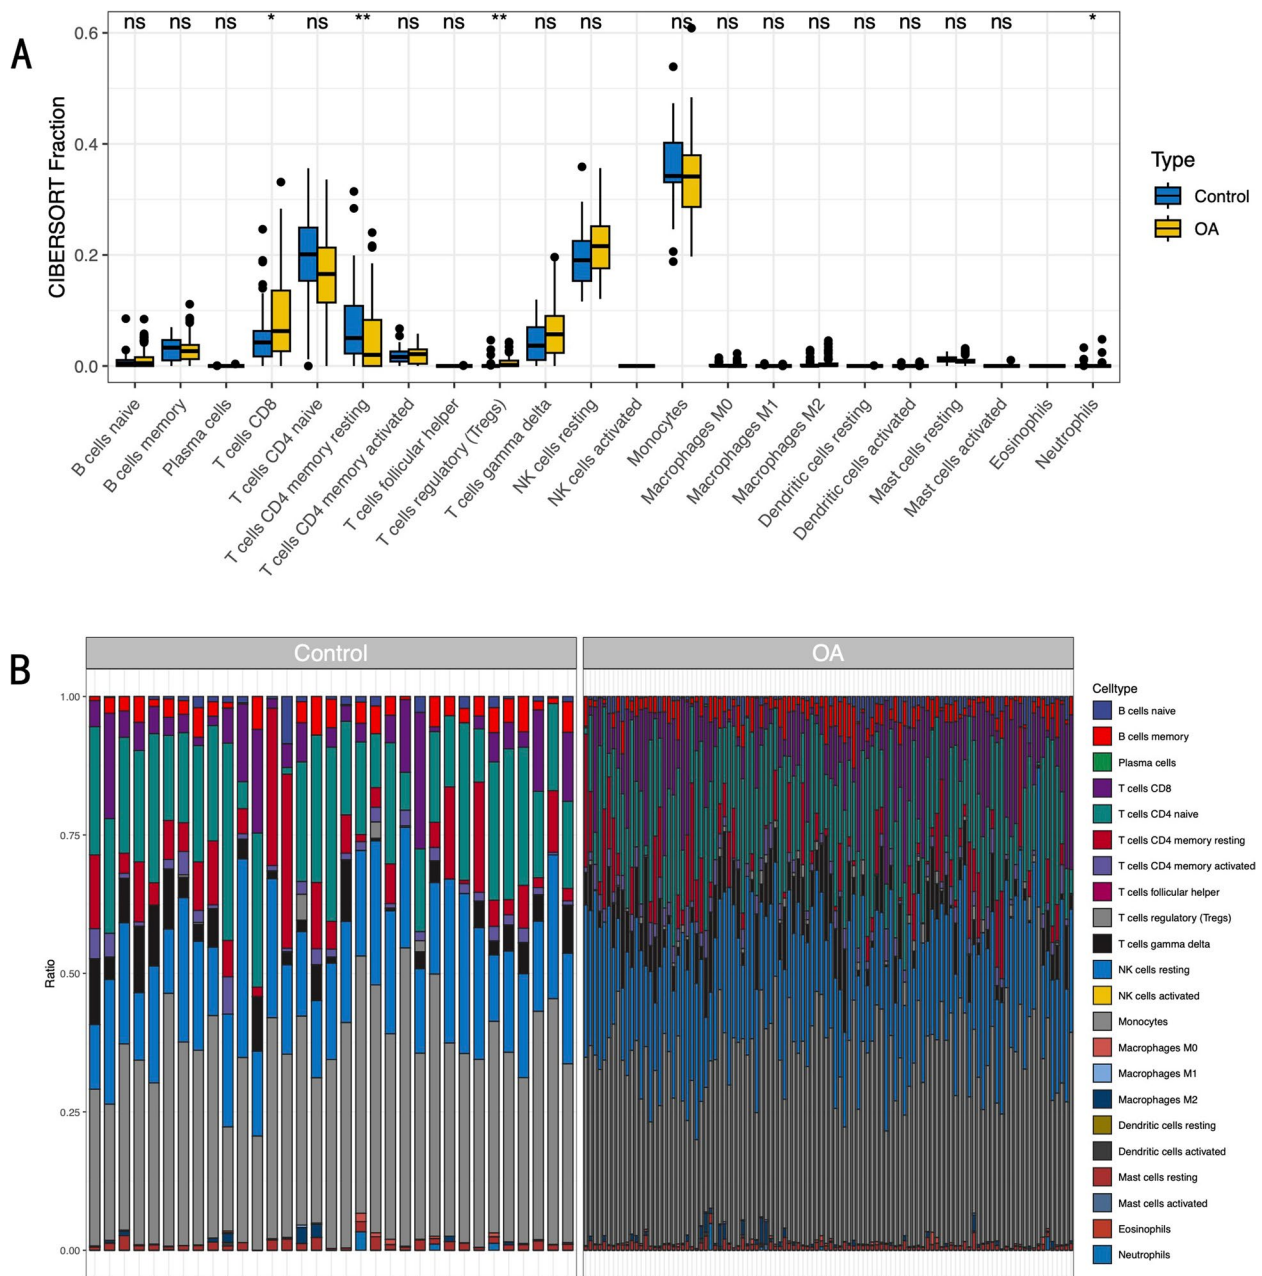 A
ns ns ns * ns ** ns ns ** ns ns ns ns ns ns ns ns ns ns *
0.6
0.4
0.2
0.0
CIBERSORT Fraction
Type
Control
OA
B cells naive
B cells memory
Plasma cells
T cells CD8
T cells CD4 naive
T cells CD4 memory resting
T cells CD4 memory activated
T cells follicular helper
T cells regulatory (Tregs)
T cells gamma delta
NK cells resting
NK cells activated
Monocytes
Macrophages M0
Macrophages M1
Macrophages M2
Dendritic cells resting
Dendritic cells activated
Mast cells resting
Mast cells activated
Eosinophils
Neutrophils
B
Control
OA
1.00
0.75
0.50
0.25
0.00
Ratio
Celltype
B cells naive
B cells memory
Plasma cells
T cells CD8
T cells CD4 naive
T cells CD4 memory resting
T cells CD4 memory activated
T cells follicular helper
T cells regulatory (Tregs)
T cells gamma delta
NK cells resting
NK cells activated
Monocytes
Macrophages M0
Macrophages M1
Macrophages M2
Dendritic cells resting
Dendritic cells activated
Mast cells resting
Mast cells activated
Eosinophils
Neutrophils